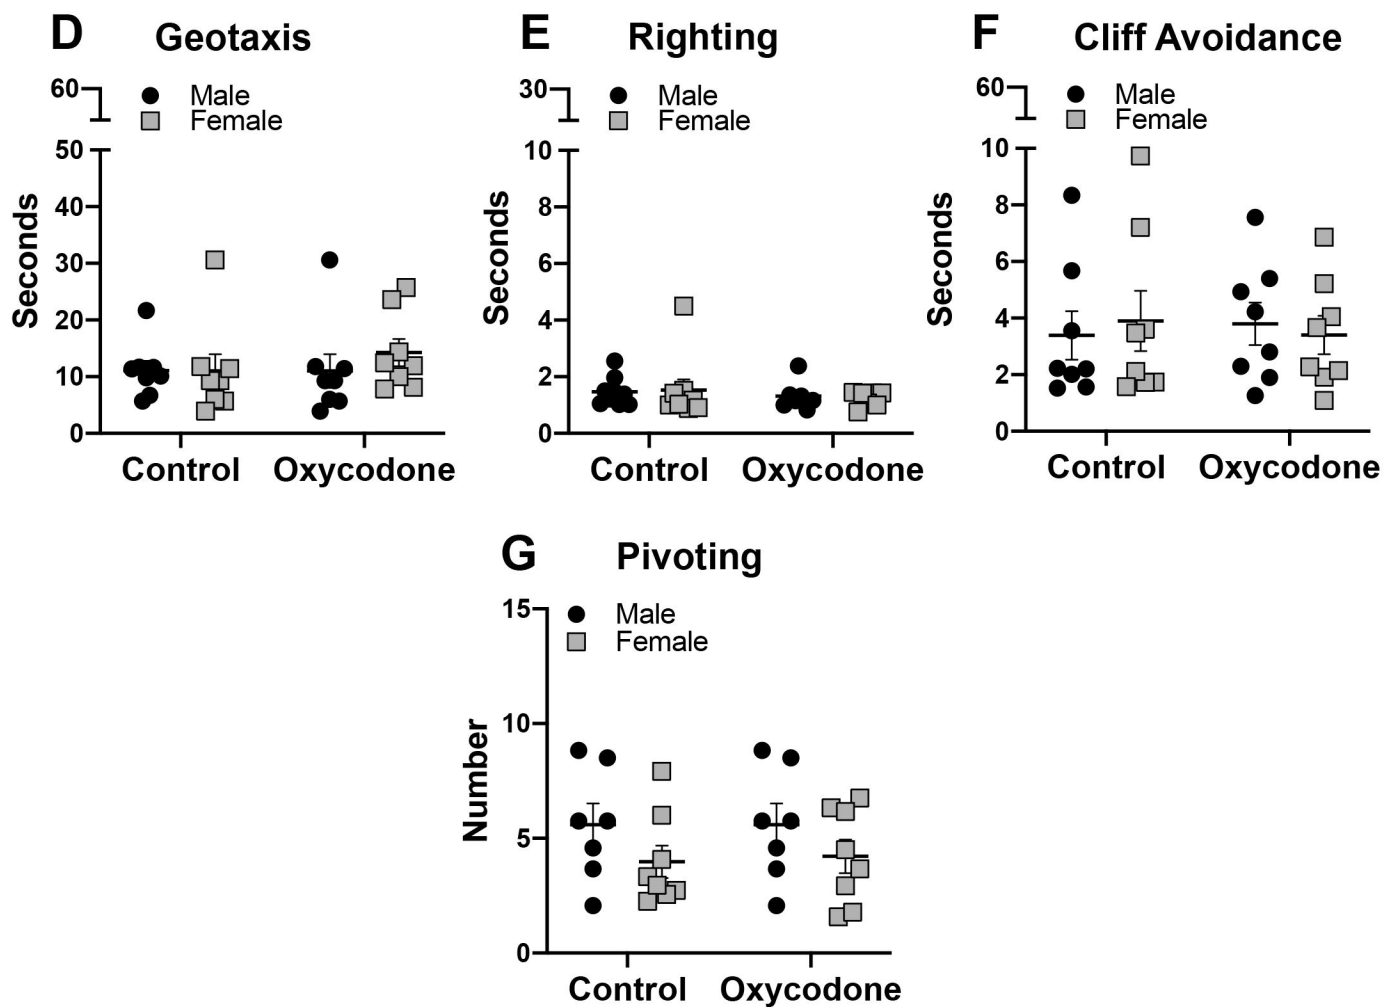 D Geotaxis
60
Male
Female
50
40
30
20
10
0
Seconds
Control Oxycodone
E Righting
30
Male
Female
10
8
6
4
2
0
Seconds
Control Oxycodone
F Cliff Avoidance
60
Male
Female
10
8
6
4
2
0
Seconds
Control Oxycodone
G Pivoting
15
Male
Female
10
5
0
Number
Control Oxycodone